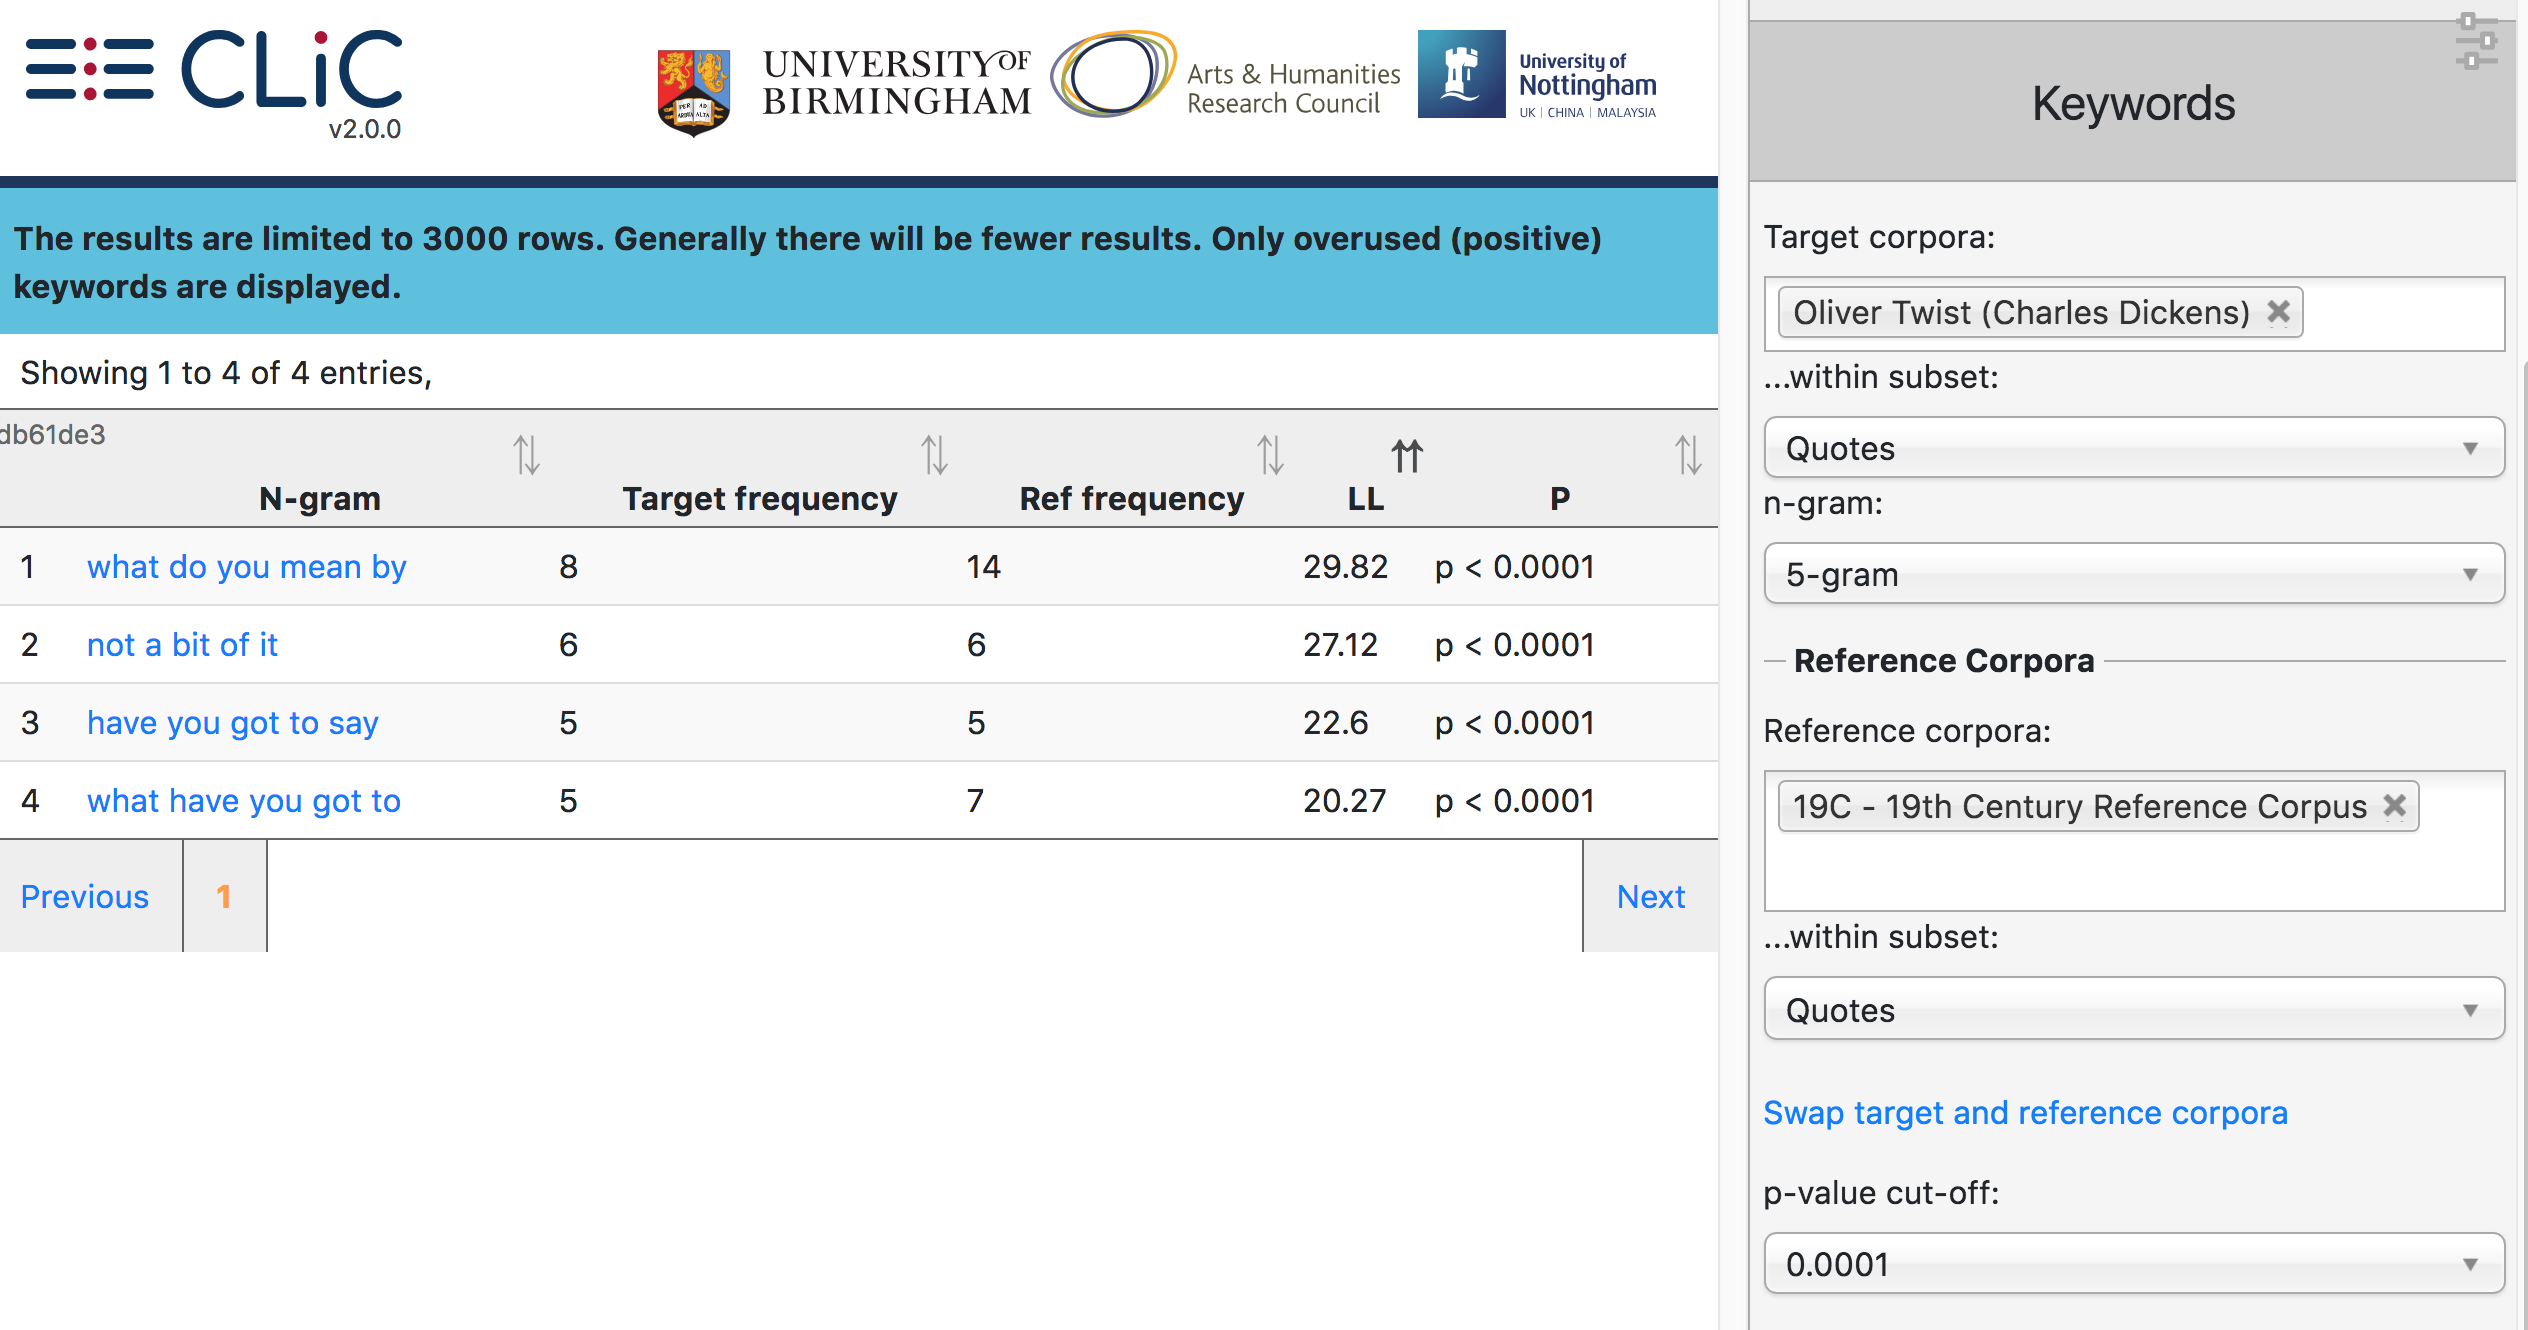 CLiC
v2.0.0
UNIVERSITY OF
BIRMINGHAM
PER AD
ARDUA ALTA
Arts & Humanities
Research Council
University of
Nottingham
UK | CHINA | MALAYSIA
The results are limited to 3000 rows. Generally there will be fewer results. Only overused (positive)
keywords are displayed.
Showing 1 to 4 of 4 entries,
db61de3
N-gram Target frequency Ref frequency LL P
1 what do you mean by 8 14 29.82 p < 0.0001
2 not a bit of it 6 6 27.12 p < 0.0001
3 have you got to say 5 5 22.6 p < 0.0001
4 what have you got to 5 7 20.27 p < 0.0001
Previous 1 Next
Keywords
Target corpora:
Oliver Twist (Charles Dickens)
...within subset:
Quotes
n-gram:
5-gram
Reference Corpora
Reference corpora:
19C - 19th Century Reference Corpus
...within subset:
Quotes
Swap target and reference corpora
p-value cut-off:
0.0001